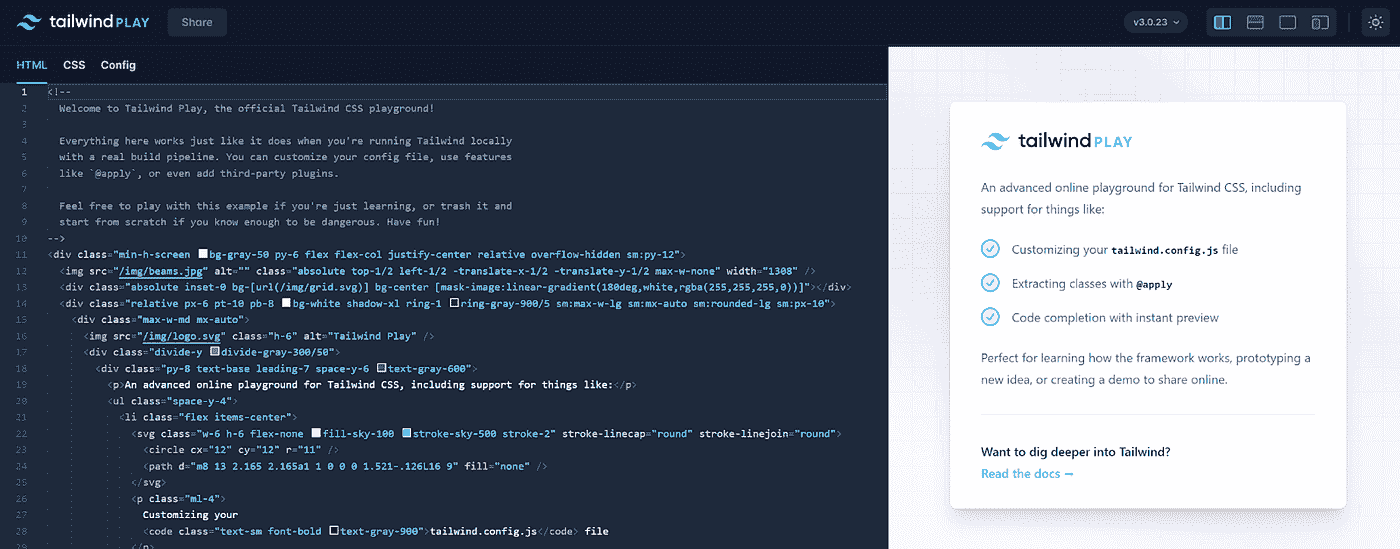 tailwind PLAY Share v3.0.23
HTML CSS Config
1 <!--
2 Welcome to Tailwind Play, the official Tailwind CSS playground!
3
4 Everything here works just like it does when you're running Tailwind locally
5 with a real build pipeline. You can customize your config file, use features
6 like `@apply`, or even add third-party plugins.
7
8 Feel free to play with this example if you're just learning, or trash it and
9 start from scratch if you know enough to be dangerous. Have fun!
10 -->
11 <div class="min-h-screen bg-gray-50 py-6 flex flex-col justify-center relative overflow-hidden sm:py-12">
12 <img src="/img/beams.jpg" alt="" class="absolute top-1/2 left-1/2 -translate-x-1/2 -translate-y-1/2 max-w-none" width="1308" />
13 <div class="absolute inset-0 bg-[url(/img/grid.svg)] bg-center [mask-image:linear-gradient(180deg,white,rgba(255,255,255,0))]"></div>
14 <div class="relative px-6 pt-10 pb-8 bg-white shadow-xl ring-1 ring-gray-900/5 sm:max-w-lg sm:mx-auto sm:rounded-lg sm:px-10">
15 <div class="max-w-md mx-auto">
16 <img src="/img/logo.svg" class="h-6" alt="Tailwind Play" />
17 <div class="divide-y divide-gray-300/50">
18 <div class="py-8 text-base leading-7 space-y-6 text-gray-600">
19 <p>An advanced online playground for Tailwind CSS, including support for things like:</p>
20 <ul class="space-y-4">
21 <li class="flex items-center">
22 <svg class="w-6 h-6 flex-none fill-sky-100 stroke-sky-500 stroke-2" stroke-linecap="round" stroke-linejoin="round">
23 <circle cx="12" cy="12" r="11" />
24 <path d="m8 13 2.165 2.165a1 1 0 0 0 1.521-.126L16 9" fill="none" />
25 </svg>
26 <p class="ml-4">
27 Customizing your
28 <code class="text-sm font-bold text-gray-900">tailwind.config.js</code> file
29 </p>
tailwind PLAY
An advanced online playground for Tailwind CSS, including
support for things like:
Customizing your tailwind.config.js file
Extracting classes with @apply
Code completion with instant preview
Perfect for learning how the framework works, prototyping a
new idea, or creating a demo to share online.
Want to dig deeper into Tailwind?
Read the docs →